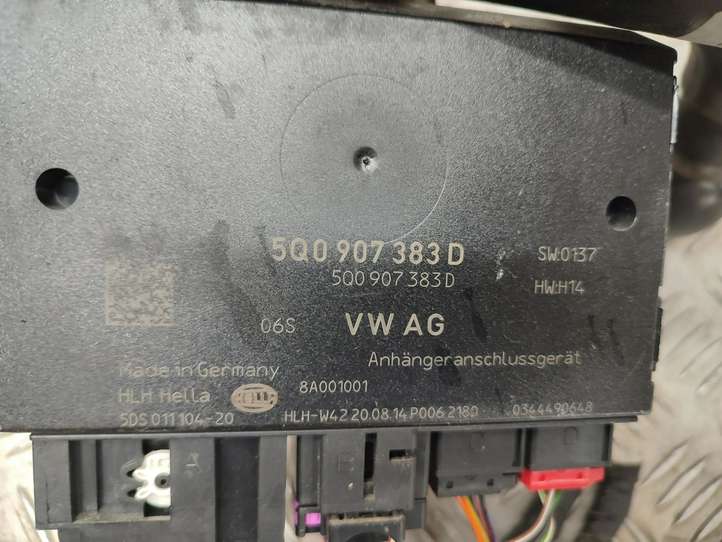 5Q0 907 383 D
5Q0 907 383 D
SW:0137
HW:H14
06S VW AG
Made in Germany
Anhängeranschlussgerät
HLH Hella HELLA 8A001001
5DS 011 104-20 HLH-W42 20.08.14 P006 2180 0344490648